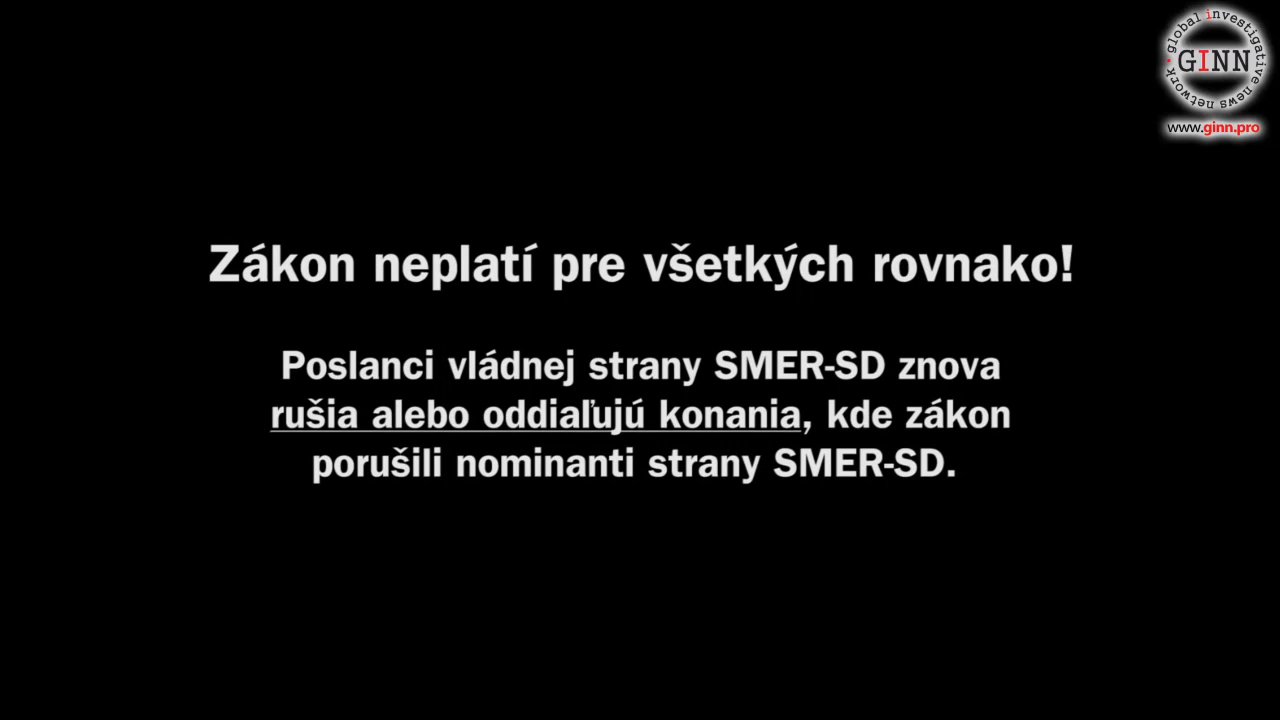 global investigative news network
GINN
www.ginn.pro
Zákon neplatí pre všetkých rovnako!
Poslanci vládnej strany SMER-SD znova
rušia alebo oddiaľujú konania, kde zákon
porušili nominanti strany SMER-SD.